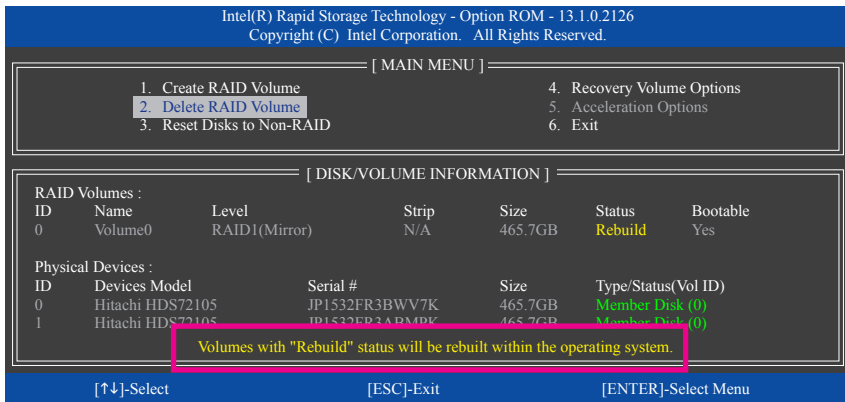 Intel(R) Rapid Storage Technology - Option ROM - 13.1.0.2126
Copyright (C) Intel Corporation. All Rights Reserved.
[ MAIN MENU ]
1. Create RAID Volume
2. Delete RAID Volume
3. Reset Disks to Non-RAID
4. Recovery Volume Options
5. Acceleration Options
6. Exit
[ DISK/VOLUME INFORMATION ]
RAID Volumes :
ID Name Level Strip Size Status Bootable
0 Volume0 RAID1(Mirror) N/A 465.7GB Rebuild Yes
Physical Devices :
ID Devices Model Serial # Size Type/Status(Vol ID)
0 Hitachi HDS72105 JP1532FR3BWV7K 465.7GB Member Disk (0)
1 Hitachi HDS72105 JP1532FR3ABMPK 465.7GB Member Disk (0)
Volumes with "Rebuild" status will be rebuilt within the operating system.
[↑↓]-Select [ESC]-Exit [ENTER]-Select Menu